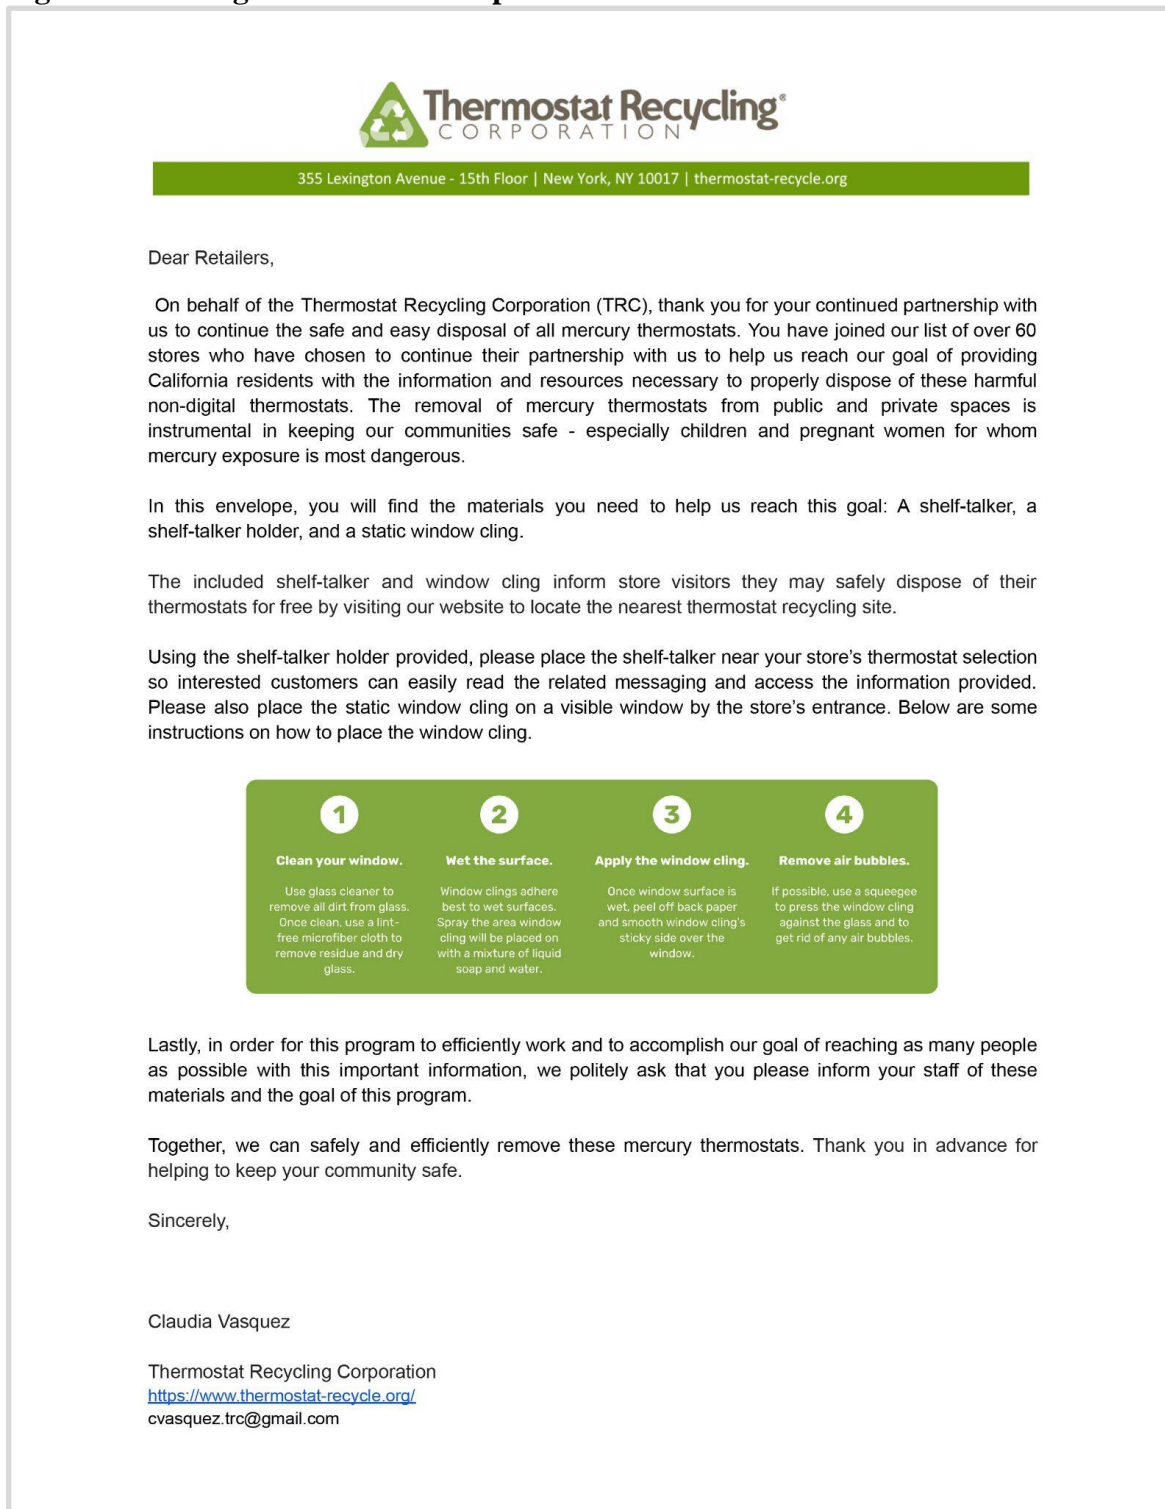 Thermostat Recycling®
CORPORATION
355 Lexington Avenue - 15th Floor | New York, NY 10017 | thermostat-recycle.org
Dear Retailers,
On behalf of the Thermostat Recycling Corporation (TRC), thank you for your continued partnership with
us to continue the safe and easy disposal of all mercury thermostats. You have joined our list of over 60
stores who have chosen to continue their partnership with us to help us reach our goal of providing
California residents with the information and resources necessary to properly dispose of these harmful
non-digital thermostats. The removal of mercury thermostats from public and private spaces is
instrumental in keeping our communities safe - especially children and pregnant women for whom
mercury exposure is most dangerous.
In this envelope, you will find the materials you need to help us reach this goal: A shelf-talker, a
shelf-talker holder, and a static window cling.
The included shelf-talker and window cling inform store visitors they may safely dispose of their
thermostats for free by visiting our website to locate the nearest thermostat recycling site.
Using the shelf-talker holder provided, please place the shelf-talker near your store's thermostat selection
so interested customers can easily read the related messaging and access the information provided.
Please also place the static window cling on a visible window by the store's entrance. Below are some
instructions on how to place the window cling.
1
Clean your window.
Use glass cleaner to
remove all dirt from glass.
Once clean, use a lint-
free microfiber cloth to
remove residue and dry
glass.
2
Wet the surface.
Window clings adhere
best to wet surfaces.
Spray the area window
cling will be placed on
with a mixture of liquid
soap and water.
3
Apply the window cling.
Once window surface is
wet, peel off back paper
and smooth window cling's
sticky side over the
window.
4
Remove air bubbles.
If possible, use a squeegee
to press the window cling
against the glass and to
get rid of any air bubbles.
Lastly, in order for this program to efficiently work and to accomplish our goal of reaching as many people
as possible with this important information, we politely ask that you please inform your staff of these
materials and the goal of this program.
Together, we can safely and efficiently remove these mercury thermostats. Thank you in advance for
helping to keep your community safe.
Sincerely,
Claudia Vasquez
Thermostat Recycling Corporation
https://www.thermostat-recycle.org/
cvasquez.trc@gmail.com